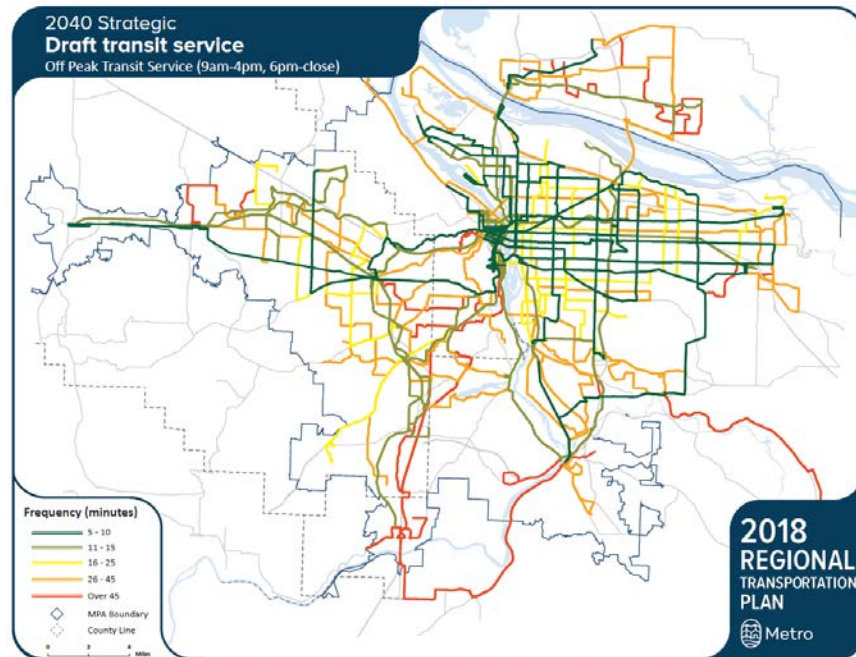 2040 Strategic
Draft transit service
Off Peak Transit Service (9am-4pm, 6pm-close)
Frequency (minutes)
5 - 10
11 - 15
16 - 25
26 - 45
Over 45
MPA Boundary
County Line
0 2 4
Miles
2018
REGIONAL
TRANSPORTATION
PLAN
Metro